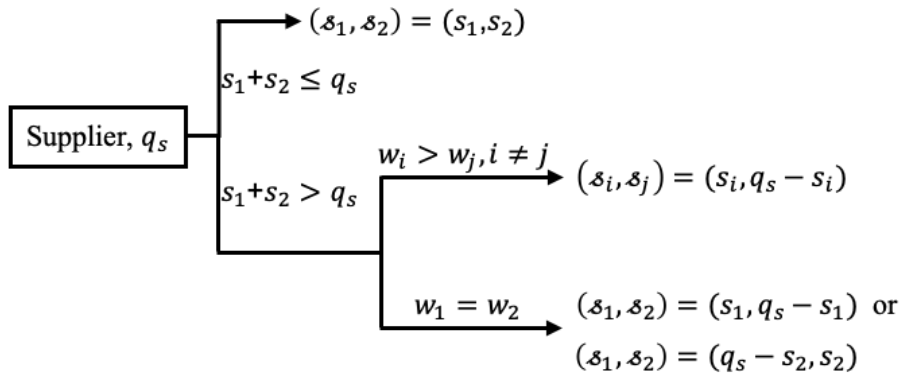 (𝓈₁, 𝓈₂) = (s₁,s₂)
s₁+s₂ ≤ qₛ
Supplier, qₛ
wᵢ > wⱼ, i ≠ j
(𝓈ᵢ, 𝓈ⱼ) = (sᵢ, qₛ − sᵢ)
s₁+s₂ > qₛ
w₁ = w₂
(𝓈₁, 𝓈₂) = (s₁, qₛ − s₁) or
(𝓈₁, 𝓈₂) = (qₛ − s₂, s₂)